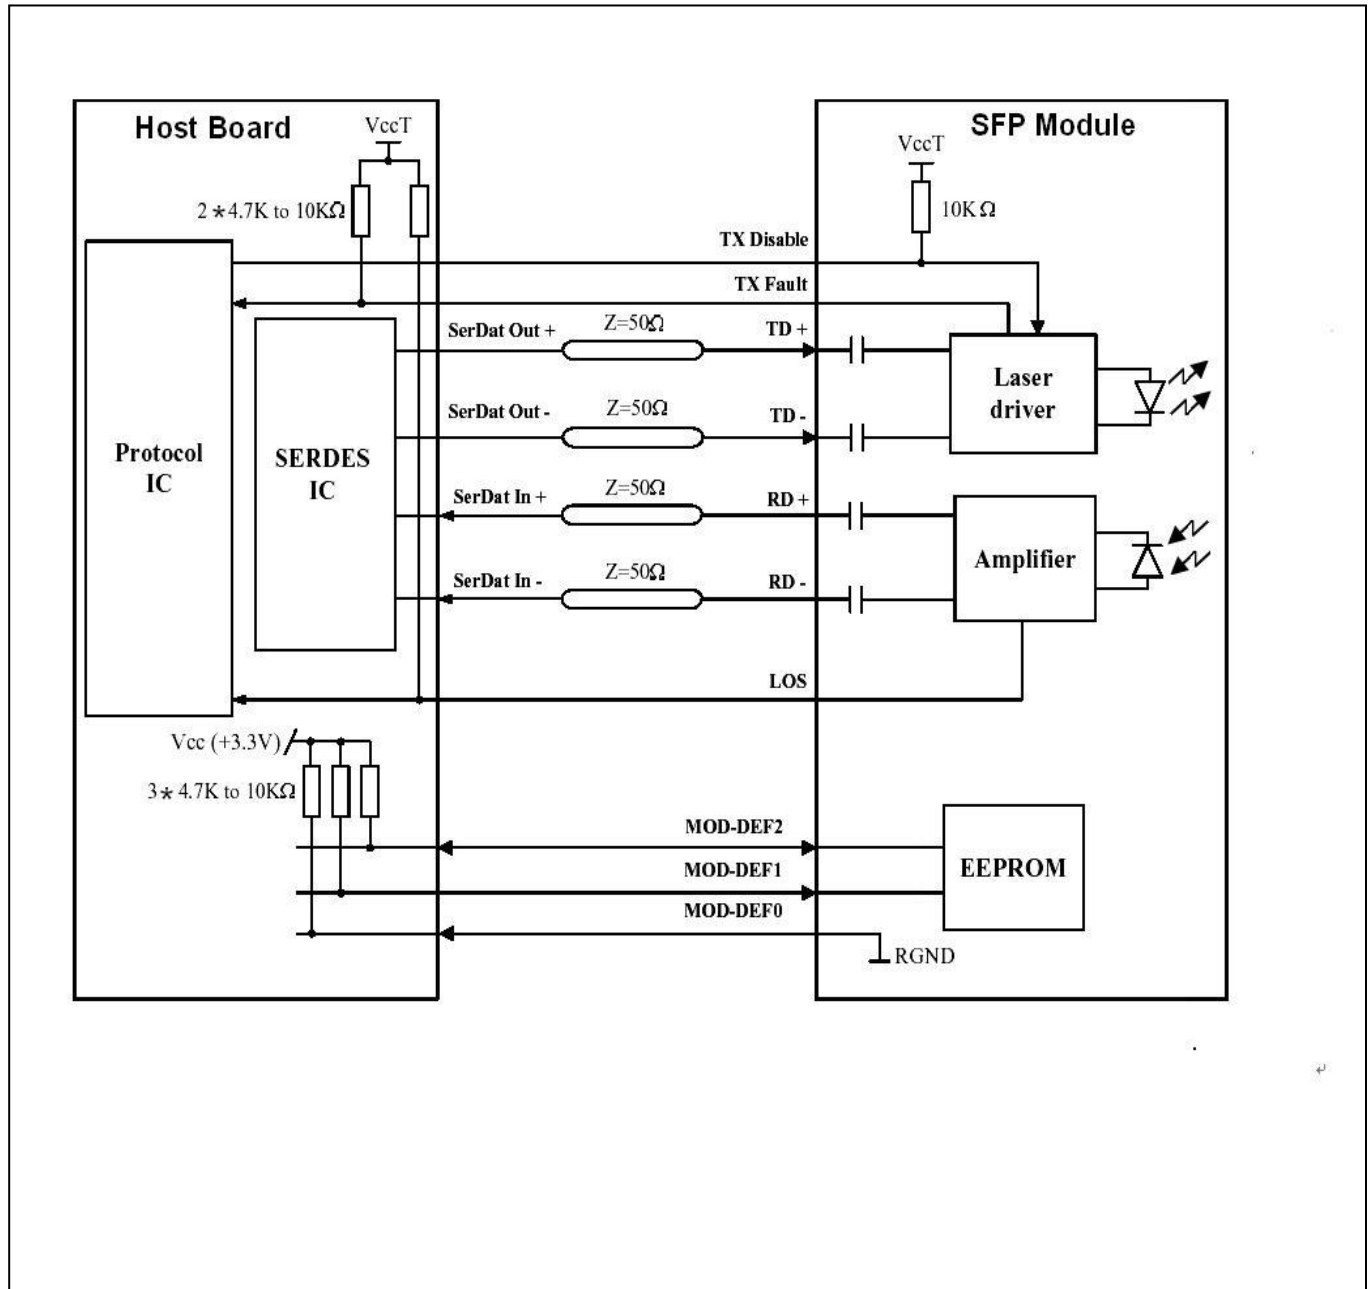 Host Board
VccT
2*4.7K to 10KΩ
SFP Module
VccT
10KΩ
TX Disable
TX Fault
SerDat Out +
Z=50Ω
TD +
SerDat Out -
Z=50Ω
TD -
SerDat In +
Z=50Ω
RD +
SerDat In -
Z=50Ω
RD -
Protocol
IC
SERDES
IC
Laser
driver
Amplifier
LOS
Vcc (+3.3V)
3*4.7K to 10KΩ
MOD-DEF2
MOD-DEF1
MOD-DEF0
EEPROM
RGND